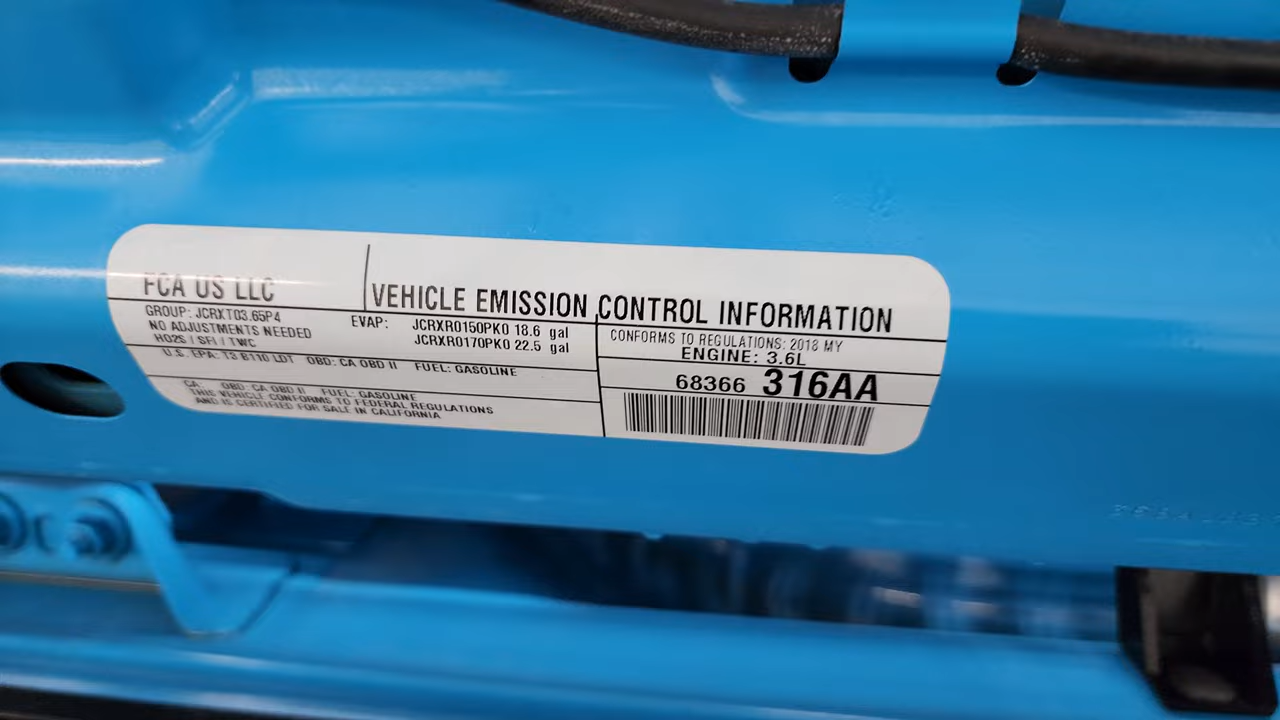 FCA US LLC
VEHICLE EMISSION CONTROL INFORMATION
GROUP: JCRXT03.65P4
NO ADJUSTMENTS NEEDED
HO2S / SFI / TWC
EVAP: JCRXR0150PK0 18.6 gal
JCRXR0170PK0 22.5 gal
CONFORMS TO REGULATIONS: 2018 MY
ENGINE: 3.6L
U.S. EPA: T3 B110 LDT OBD: CA OBD II FUEL: GASOLINE
68366 316AA
CA: OBD: CA OBD II FUEL: GASOLINE
THIS VEHICLE CONFORMS TO FEDERAL REGULATIONS
AND IS CERTIFIED FOR SALE IN CALIFORNIA